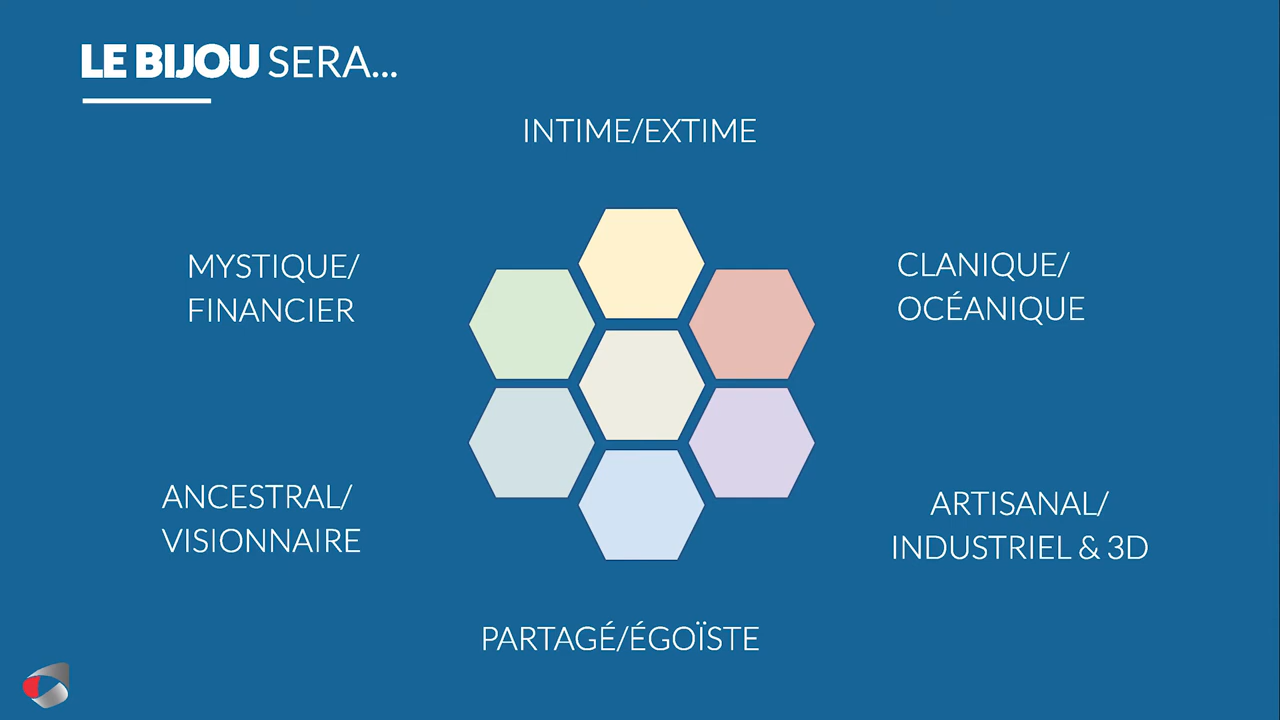 LE BIJOU SERA...
INTIME/EXTIME
MYSTIQUE/
FINANCIER
CLANIQUE/
OCÉANIQUE
ANCESTRAL/
VISIONNAIRE
ARTISANAL/
INDUSTRIEL & 3D
PARTAGÉ/ÉGOÏSTE